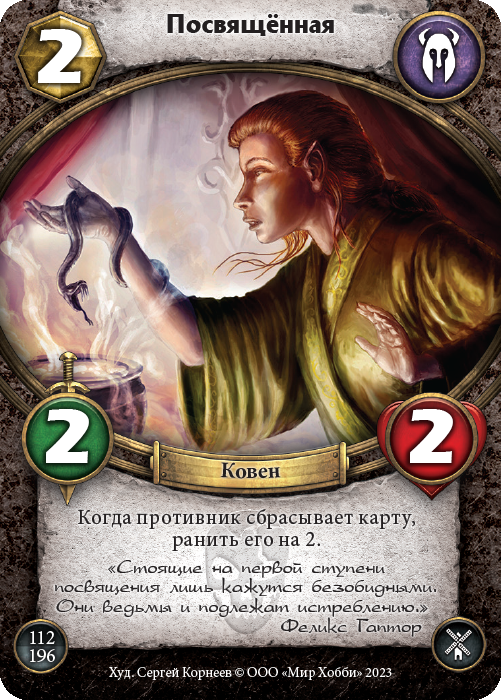 Посвящённая
2
2
2
Ковен
Когда противник сбрасывает карту,
ранить его на 2.
«Стоящие на первой ступени
посвящения лишь кажутся безобидными.
Они ведьмы и подлежат истреблению.»
Феликс Гаптор
112
196
Худ. Сергей Корнеев © ООО «Мир Хобби» 2023